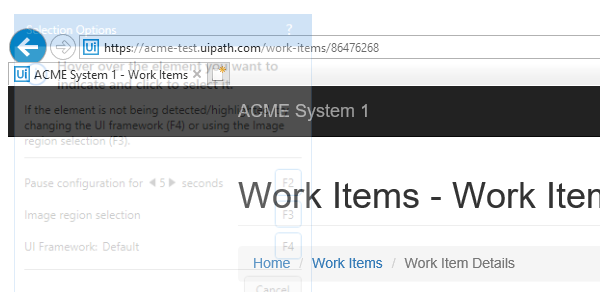 Selection Options ?
https://acme-test.uipath.com/work-items/86476268
Hover over the element you want to
ACME System 1 - Work Items
indicate and click to select it.
If the element is not being detected/highli
ACME System 1
changing the UI framework (F4) or using the Image
region selection (F3).
Pause configuration for 5 seconds F2
Work Items - Work Iter
Image region selection F3
UI Framework: Default F4
Home / Work Items / Work Item Details
Cancel